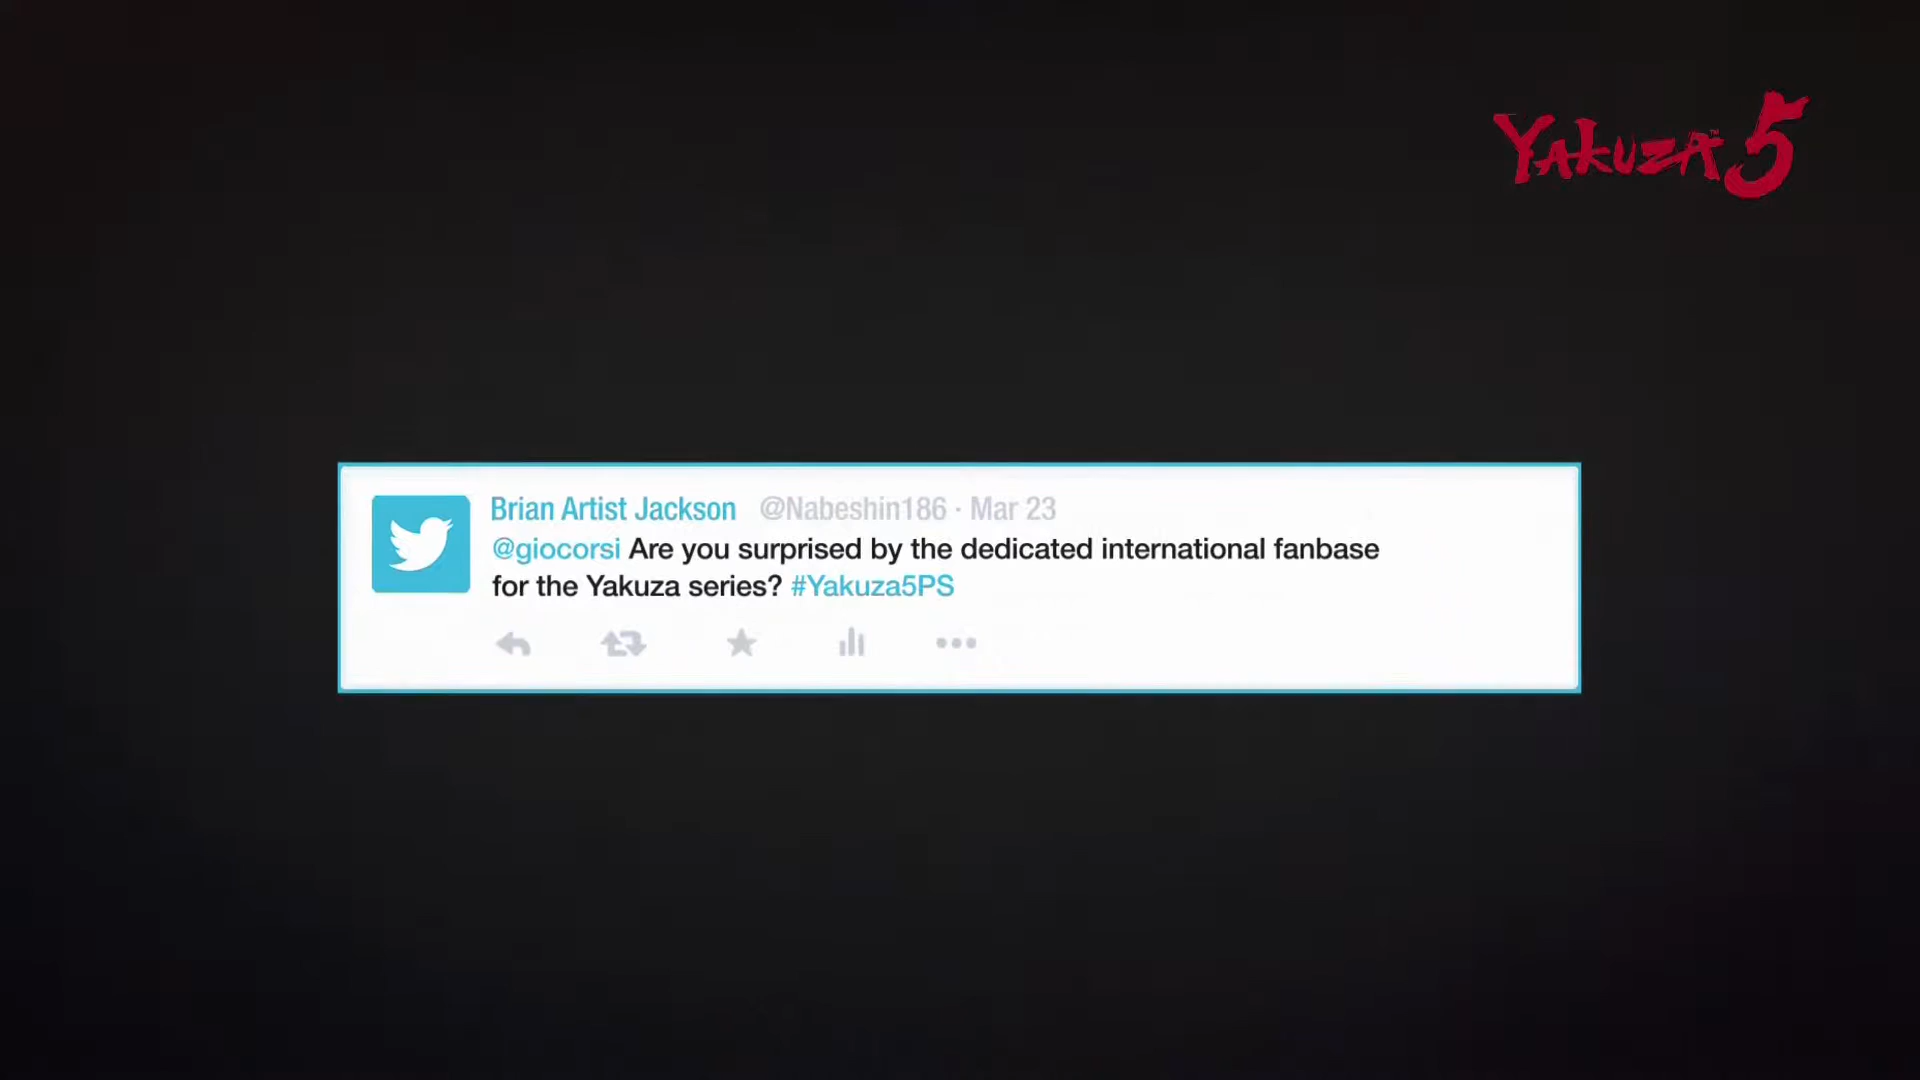 Yakuza 5™
Brian Artist Jackson @Nabeshin186 · Mar 23
@giocorsi Are you surprised by the dedicated international fanbase
for the Yakuza series? #Yakuza5PS